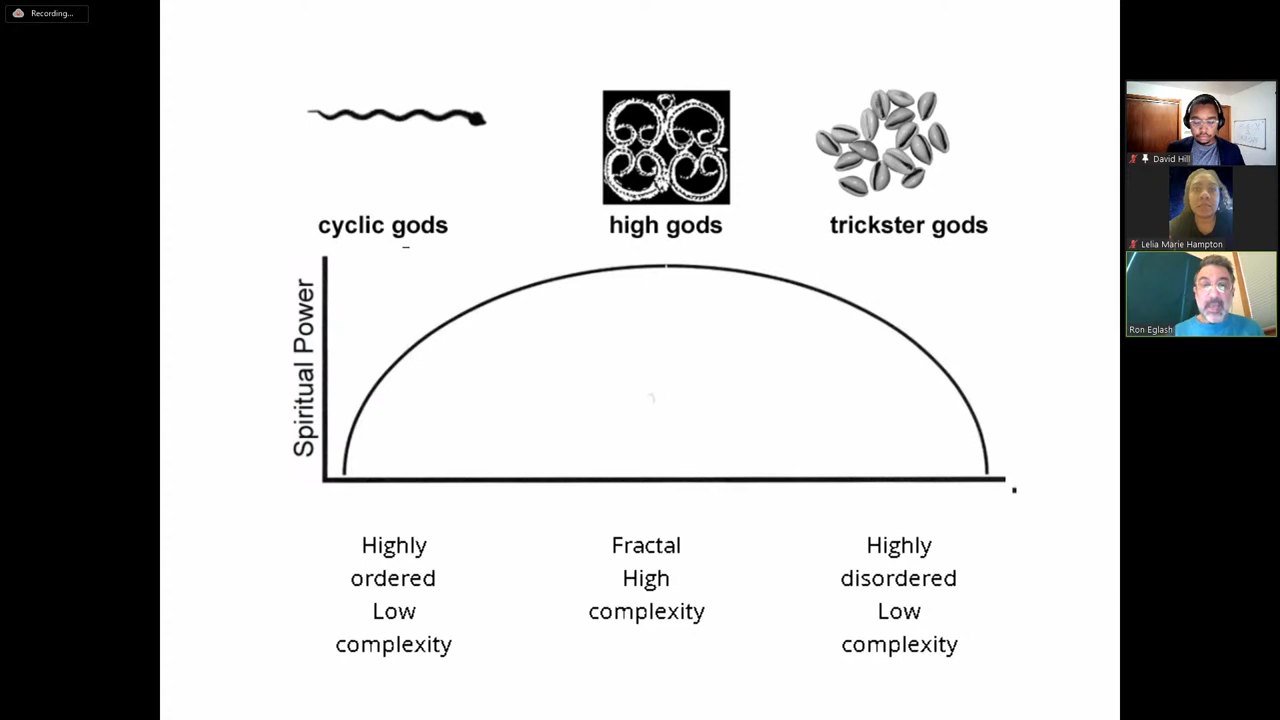 Recording...
cyclic gods
high gods
trickster gods
Spiritual Power
Highly
ordered
Low
complexity
Fractal
High
complexity
Highly
disordered
Low
complexity
David Hill
Lelia Marie Hampton
Ron Eglash